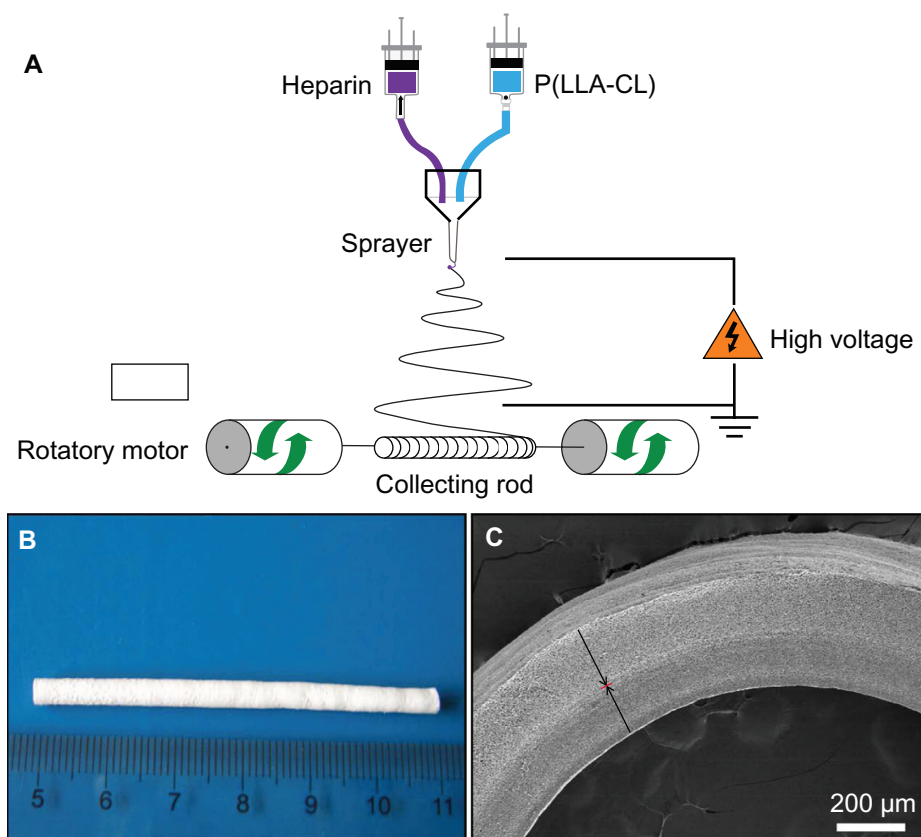 A
Heparin
P(LLA-CL)
Sprayer
High voltage
Rotatory motor
Collecting rod
B
5 6 7 8 9 10 11
C
200 µm